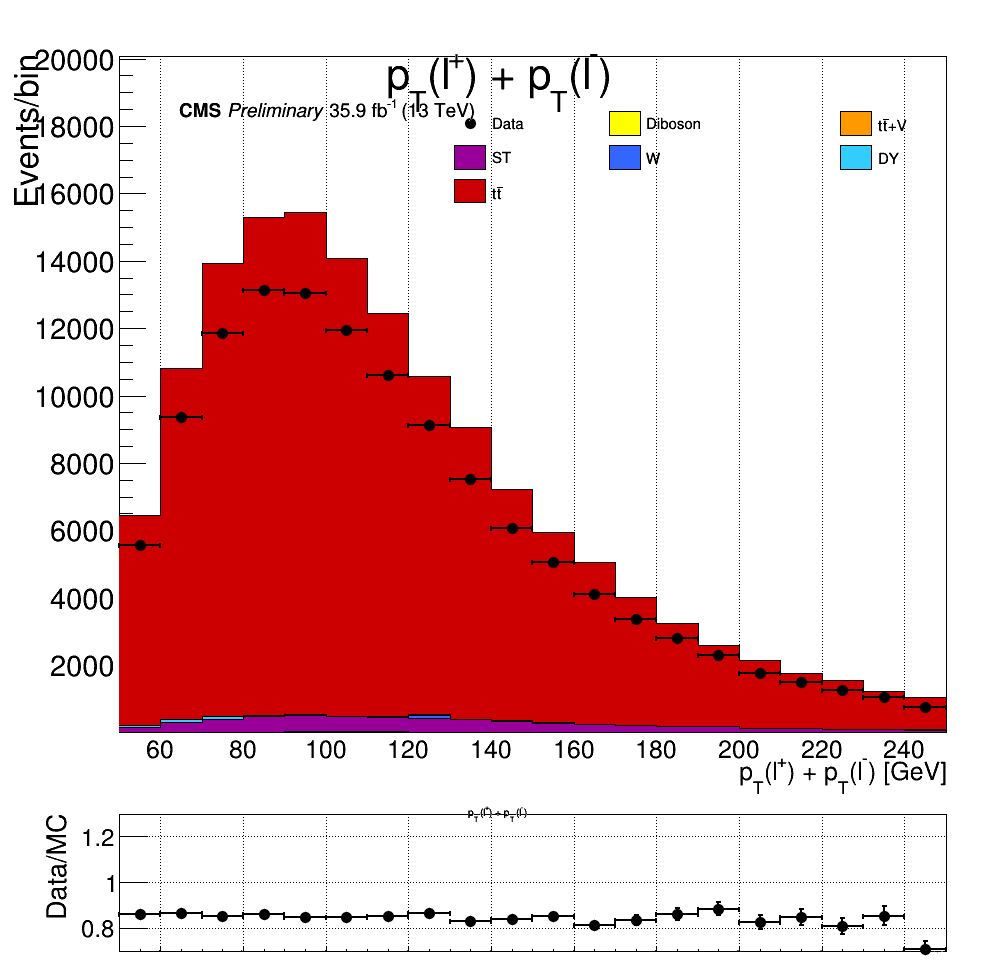 p_T(l⁺) + p_T(l⁻)
Events/bin
CMS Preliminary 35.9 fb⁻¹ (13 TeV)
Data
Diboson
tt̄+V
ST
W
DY
tt̄
20000
18000
16000
14000
12000
10000
8000
6000
4000
2000
60 80 100 120 140 160 180 200 220 240
p_T(l⁺) + p_T(l⁻) [GeV]
p_T(l⁺) + p_T(l⁻)
Data/MC
1.2
1
0.8